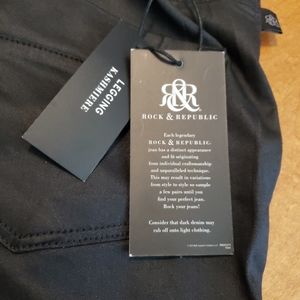 LEGGING
KASHMIERE
ROCK & REPUBLIC
Each legendary
ROCK & REPUBLIC
jean has a distinct appearance
and fit originating
from individual craftsmanship
and unparalleled technique.
This may result in variations
from style to style so sample
a few pairs until you
find your perfect jean.
Rock your jeans!
Consider that dark denim may
rub off onto light clothing.